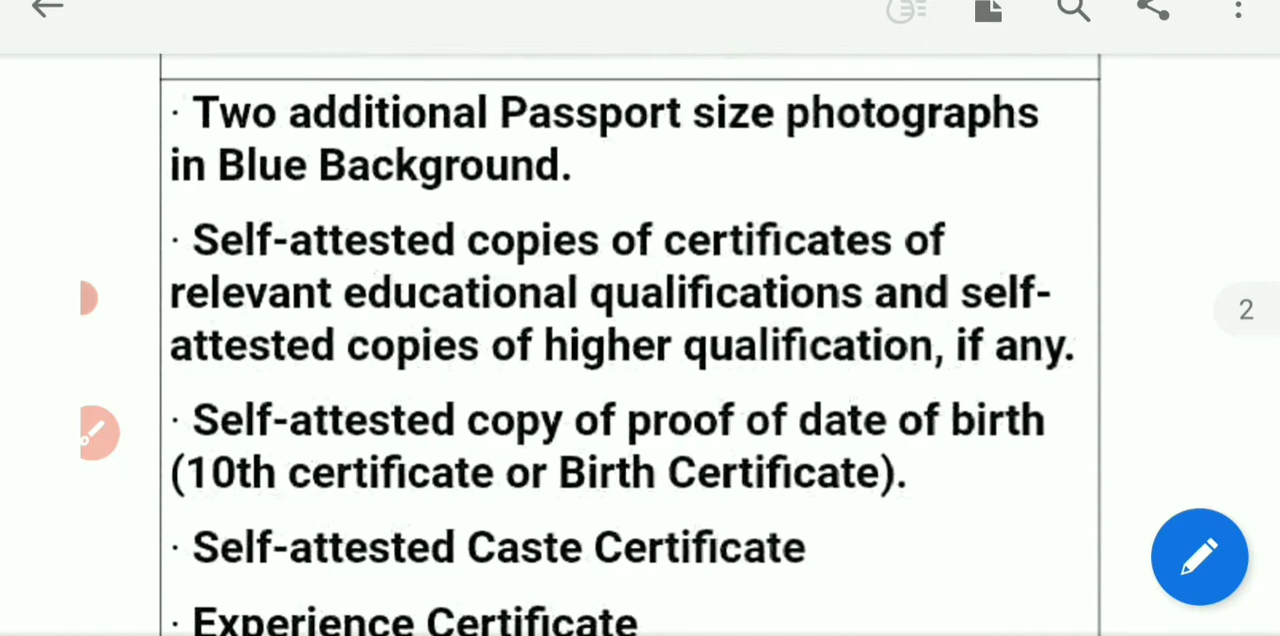 · Two additional Passport size photographs
in Blue Background.
· Self-attested copies of certificates of
relevant educational qualifications and self-
attested copies of higher qualification, if any.
2
· Self-attested copy of proof of date of birth
(10th certificate or Birth Certificate).
· Self-attested Caste Certificate
· Experience Certificate